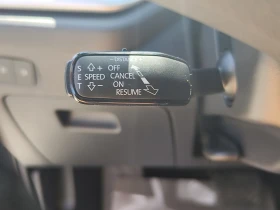 S + OFF
E SPEED CANCEL
T - ON
RESUME